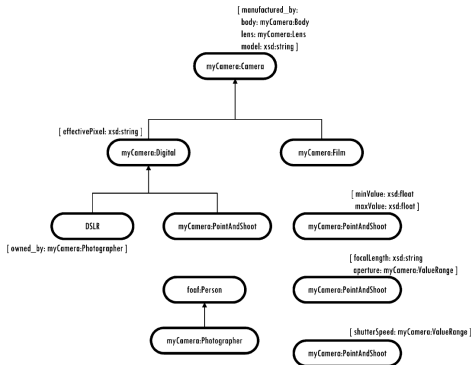 [ manufactured_by:
body: myCamera:Body
lens: myCamera:Lens
model: xsd:string ]
myCamera:Camera
[ effectivePixel: xsd:string ]
myCamera:Digital
myCamera:Film
[ minValue: xsd:float
maxValue: xsd:float ]
DSLR
myCamera:PointAndShoot
myCamera:PointAndShoot
[ owned_by: myCamera:Photographer ]
[ focalLength: xsd:string
aperture: myCamera:ValueRange ]
foaf:Person
myCamera:PointAndShoot
[ shutterSpeed: myCamera:ValueRange ]
myCamera:Photographer
myCamera:PointAndShoot